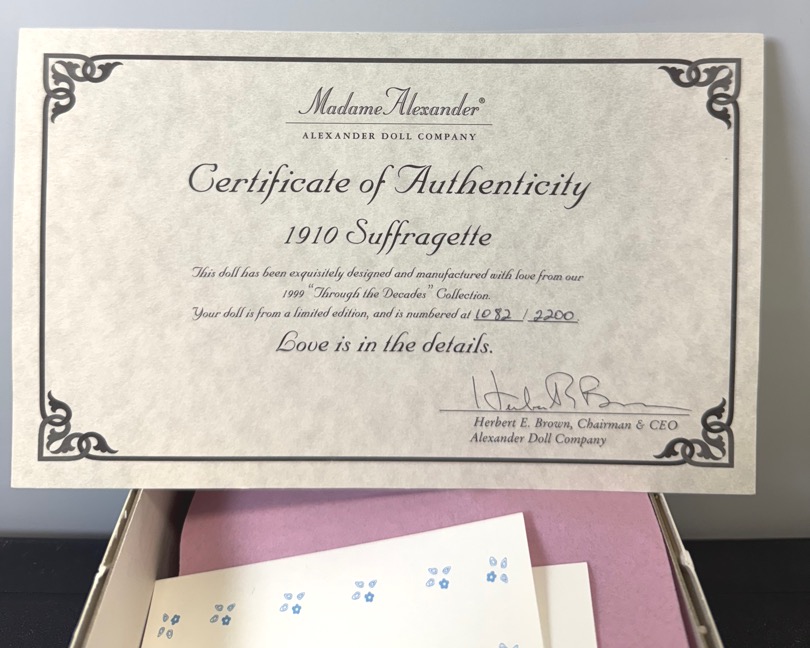 Madame Alexander®
ALEXANDER DOLL COMPANY
Certificate of Authenticity
1910 Suffragette
This doll has been exquisitely designed and manufactured with love from our
1999 "Through the Decades" Collection.
Your doll is from a limited edition, and is numbered at 1082 / 2200
Love is in the details.
Herbert E. Brown, Chairman & CEO
Alexander Doll Company